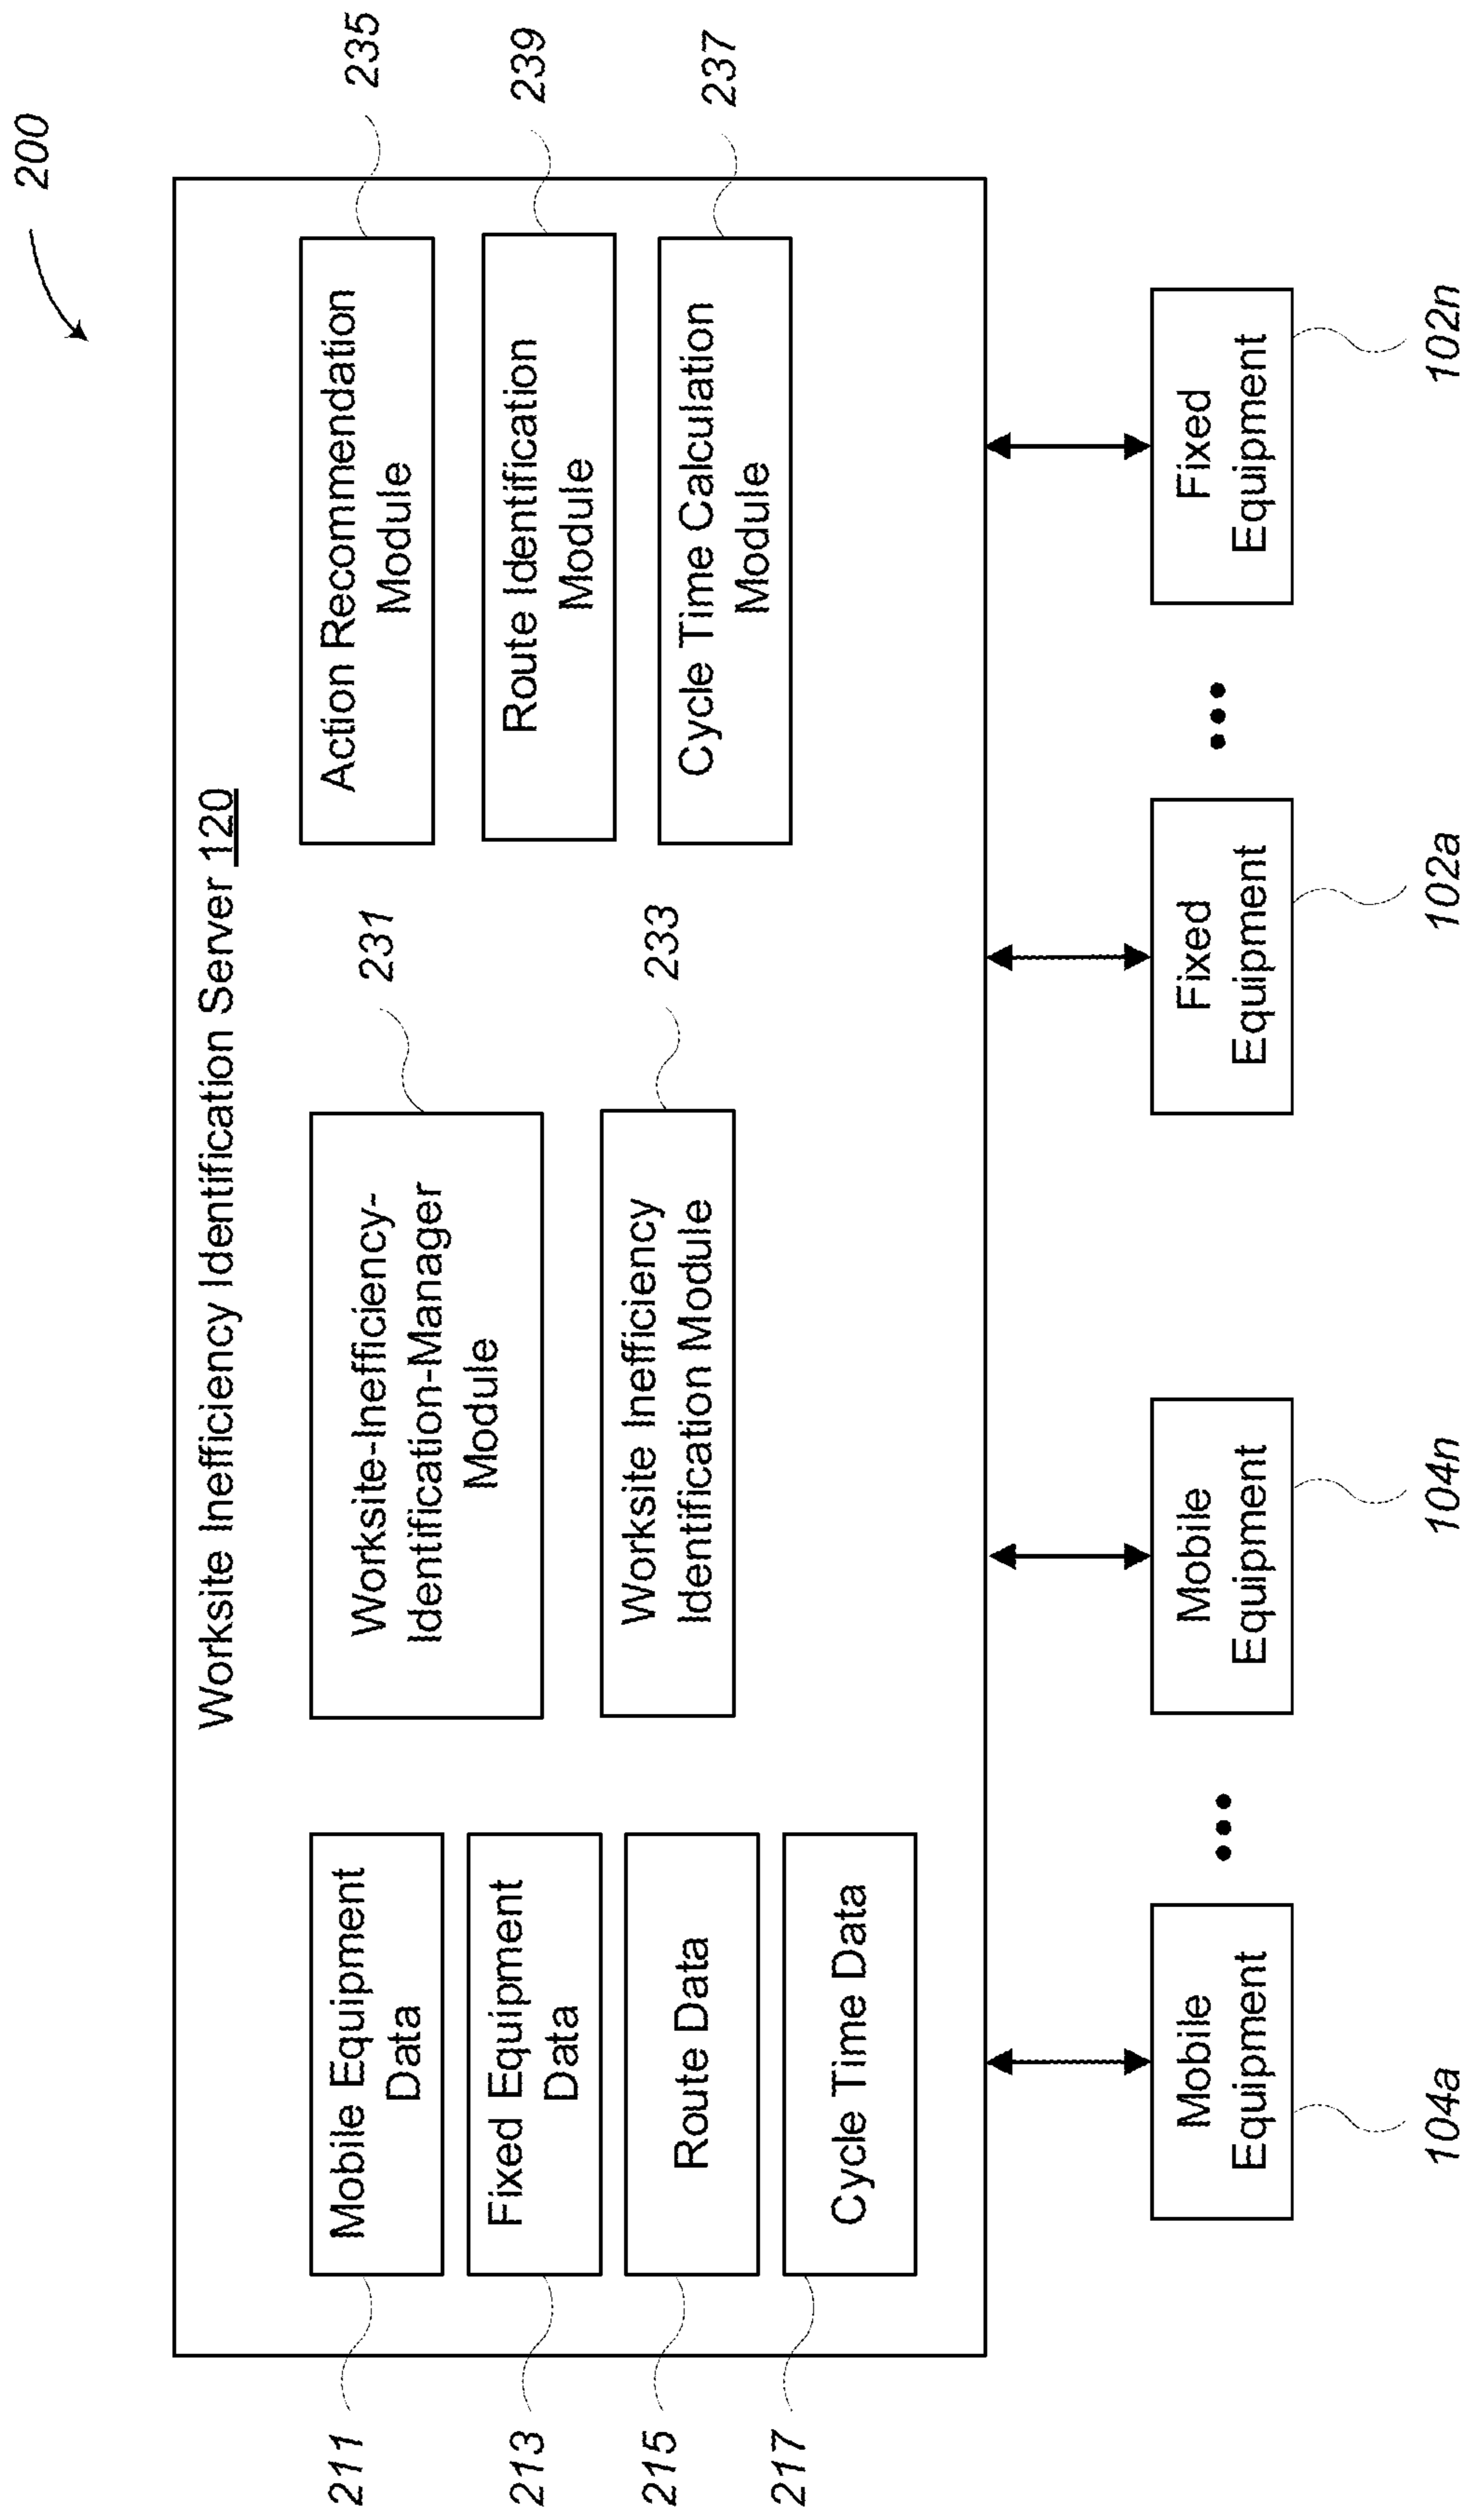 200
Worksite Inefficiency Identification Server 120
211
Mobile Equipment
Data
213
Fixed Equipment
Data
215
Route Data
217
Cycle Time Data
231
Worksite-Inefficiency-
Identification-Manager
Module
233
Worksite Inefficiency
Identification Module
235
Action Recommendation
Module
239
Route Identification
Module
237
Cycle Time Calculation
Module
Mobile
Equipment
104a
Mobile
Equipment
104n
Fixed
Equipment
102a
Fixed
Equipment
102n